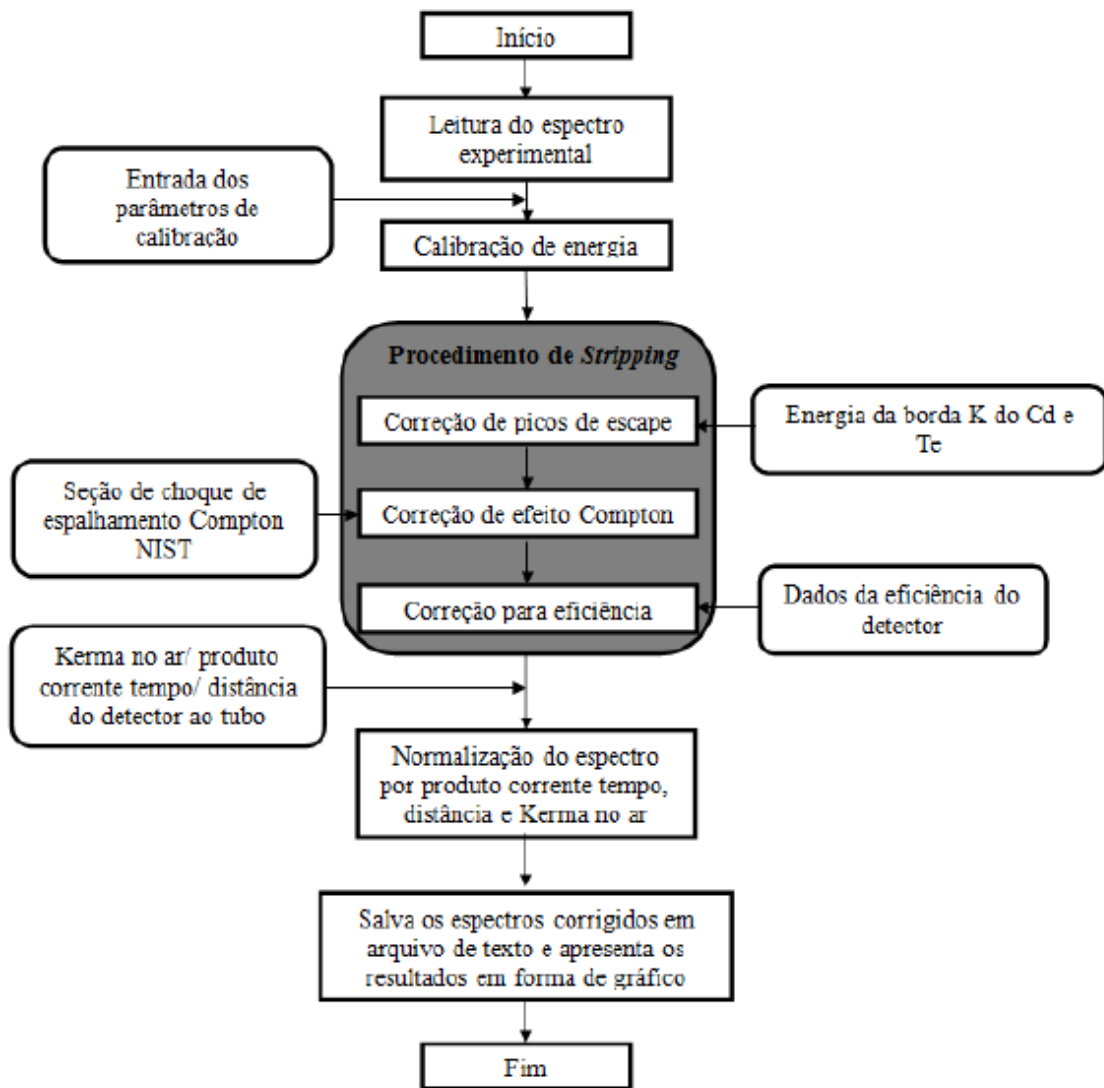 Início
Leitura do espectro
experimental
Entrada dos
parâmetros de
calibração
Calibração de energia
Procedimento de Stripping
Correção de picos de escape
Energia da borda K do Cd e
Te
Seção de choque de
espalhamento Compton
NIST
Correção de efeito Compton
Correção para eficiência
Dados da eficiência do
detector
Kerma no ar/ produto
corrente tempo/ distância
do detector ao tubo
Normalização do espectro
por produto corrente tempo,
distância e Kerma no ar
Salva os espectros corrigidos em
arquivo de texto e apresenta os
resultados em forma de gráfico
Fim